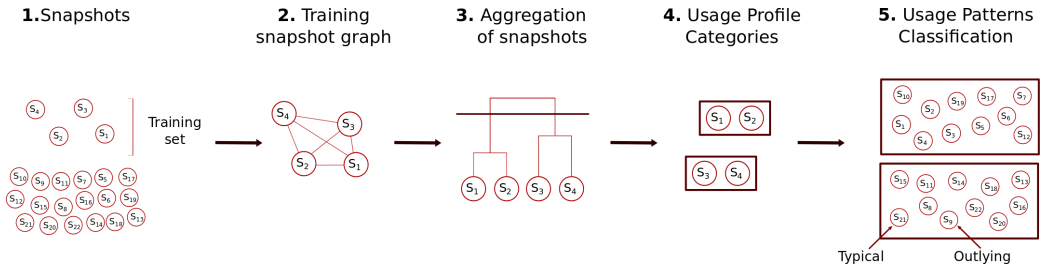 1.Snapshots
2. Training
snapshot graph
3. Aggregation
of snapshots
4. Usage Profile
Categories
5. Usage Patterns
Classification
S4 S3
S2 S1
Training
set
S10 S9 S11 S7 S5 S17
S12 S15 S8 S16 S6 S19
S21 S20 S22 S14 S18 S13
S4 S3
S2 S1
S1 S2 S3 S4
S1 S2
S3 S4
S10 S2 S19 S17 S7
S1 S4 S3 S5 S6 S12
S15 S11 S14 S18 S13
S21 S8 S9 S22 S20 S16
Typical
Outlying